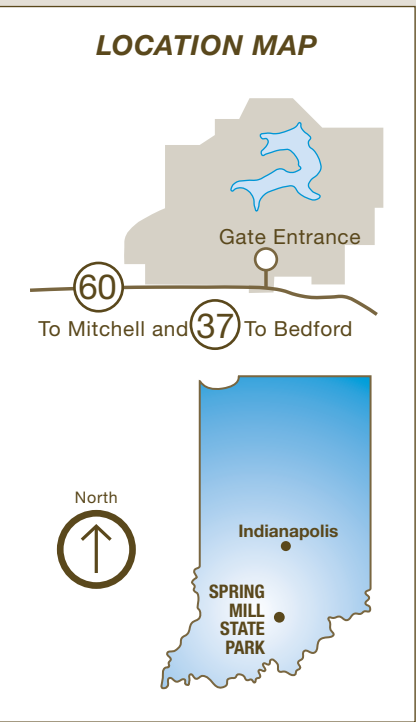 LOCATION MAP
Gate Entrance
60
To Mitchell and 37 To Bedford
North
Indianapolis
SPRING
MILL
STATE
PARK